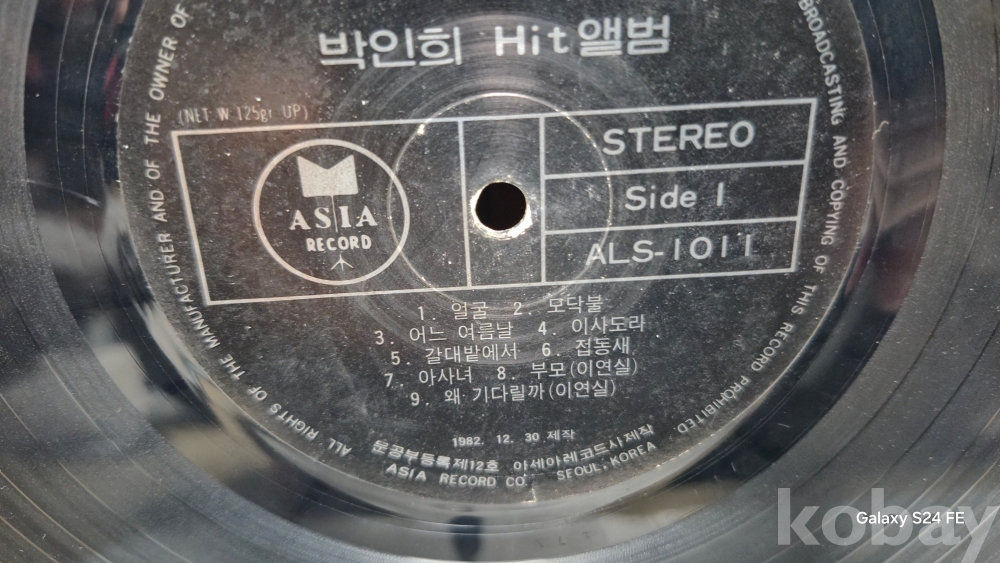 박인희 Hit 앨범
(NET W 125gr UP)
ASIA
RECORD
STEREO
Side 1
ALS-1011
1. 얼굴 2. 모닥불
3. 어느 여름날 4. 이사도라
5. 갈대밭에서 6. 접동새
7. 아사녀 8. 부모(이연실)
9. 왜 기다릴까(이연실)
1982. 12. 30 제작
문공부등록제12호 아세아레코드사제작
ASIA RECORD CO. SEOUL, KOREA
ALL RIGHTS OF THE MANUFACTURER AND OF THE OWNER OF
BROADCASTING AND COPYING OF THIS RECORD PROHIBITED
kobay
Galaxy S24 FE